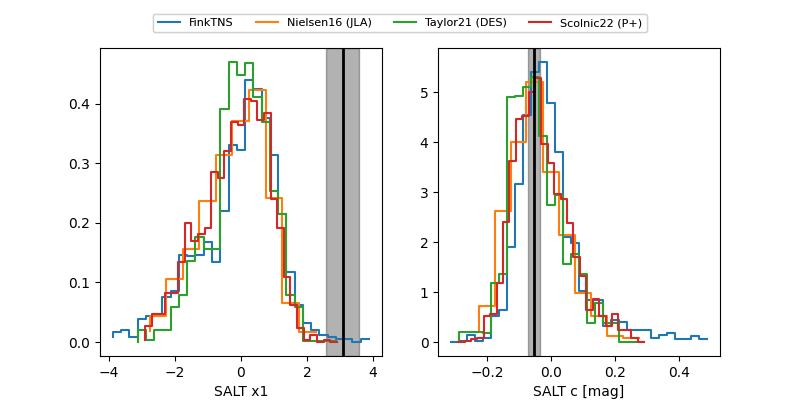 FinkTNS Nielsen16 (JLA) Taylor21 (DES) Scolnic22 (P+)
0.4
0.3
0.2
0.1
0.0
−4 −2 0 2 4
SALT x1
5
4
3
2
1
0
−0.2 0.0 0.2 0.4
SALT c [mag]